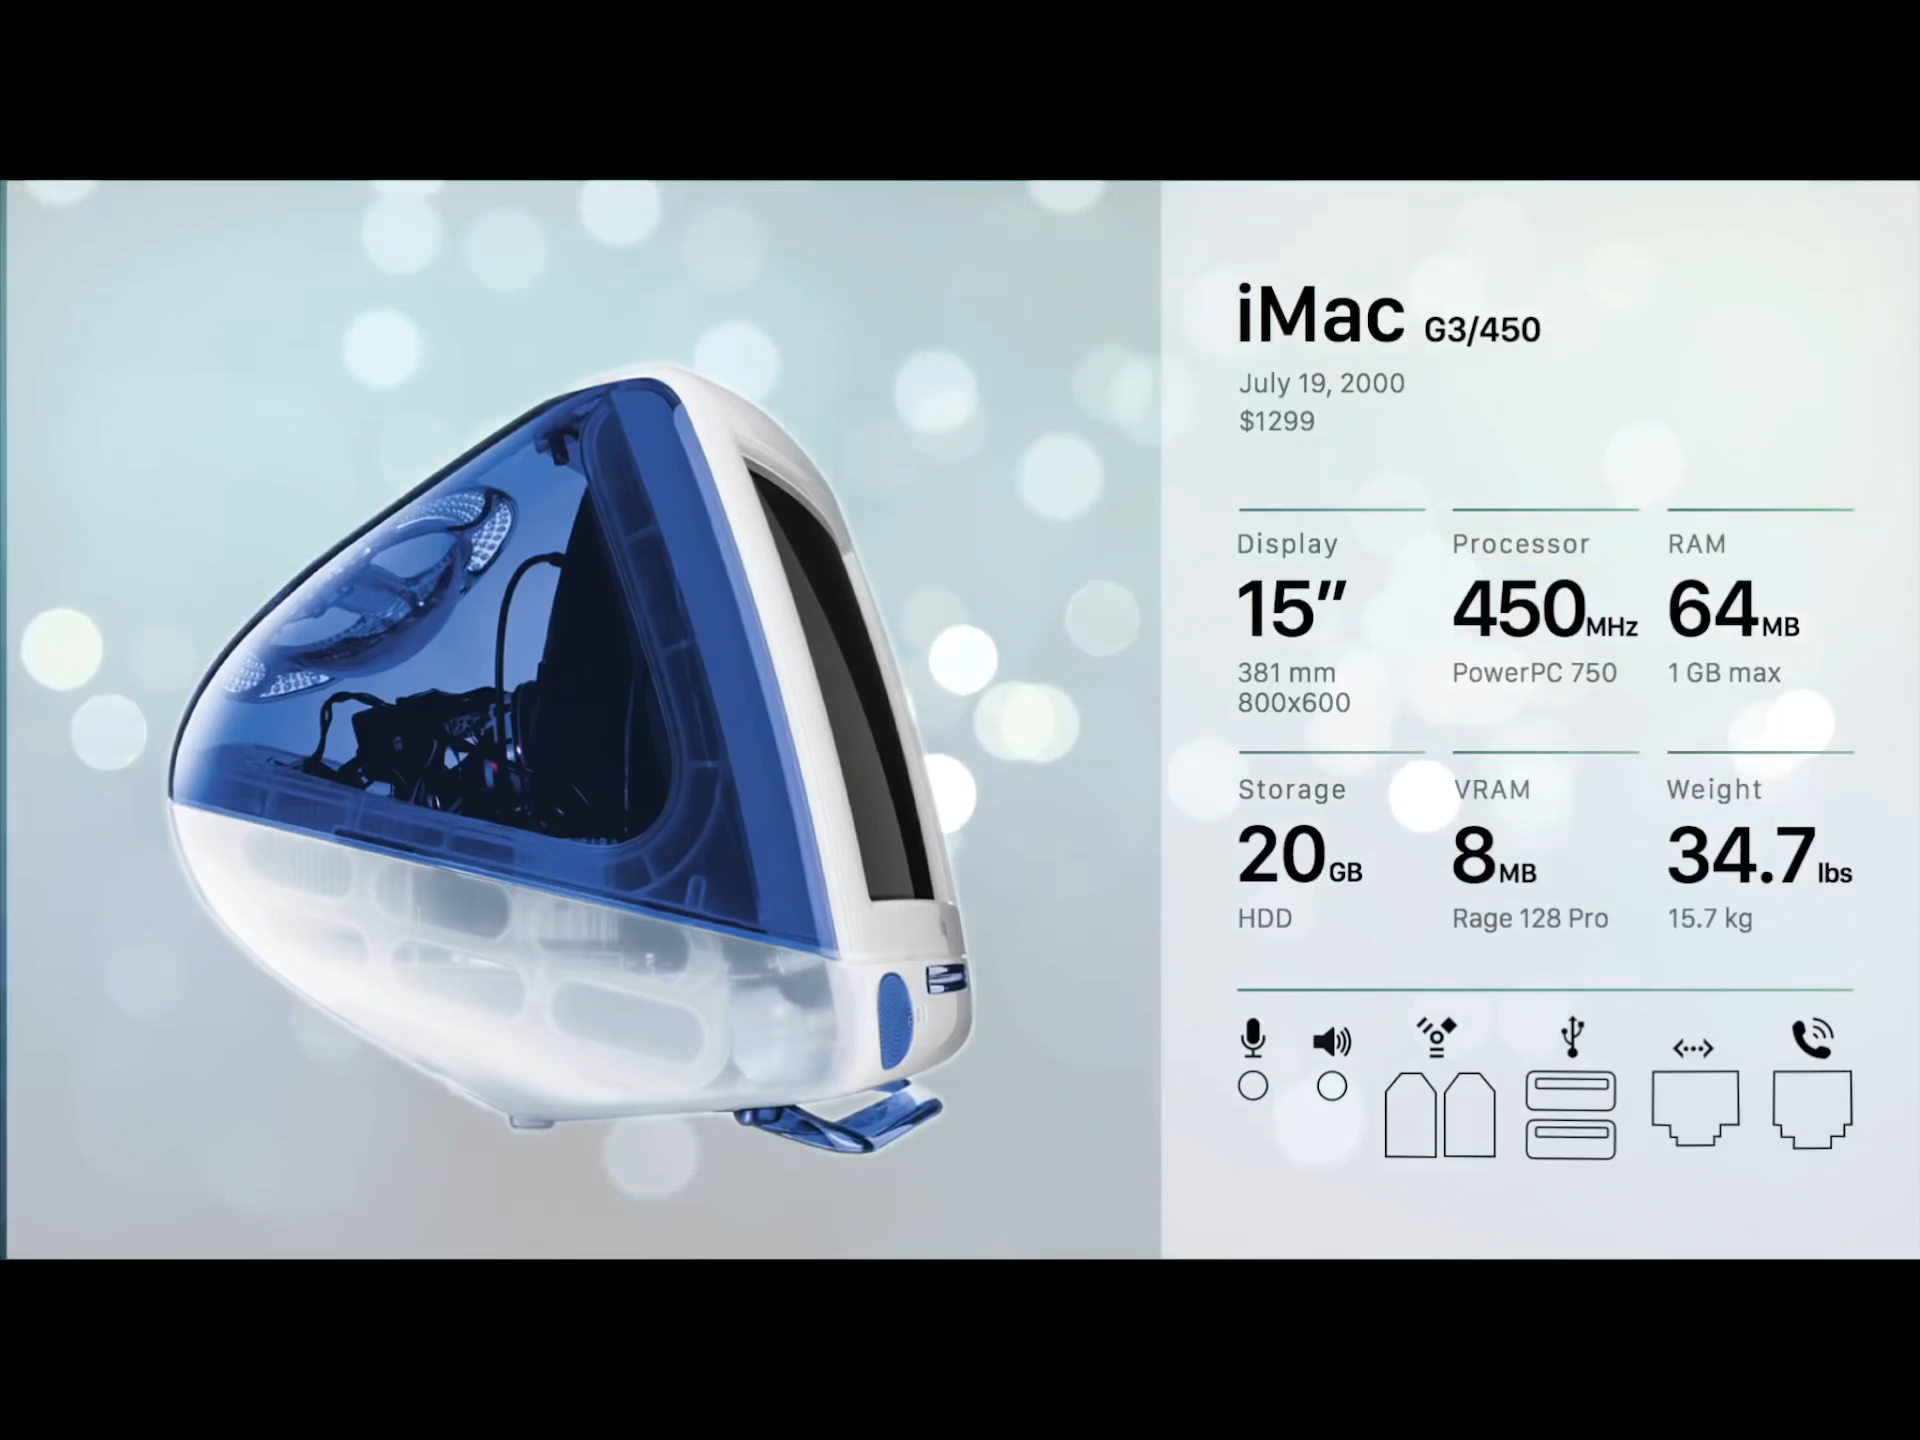 iMac G3/450
July 19, 2000
$1299
Display
15″
381 mm
800x600
Processor
450MHz
PowerPC 750
RAM
64MB
1 GB max
Storage
20GB
HDD
VRAM
8MB
Rage 128 Pro
Weight
34.7lbs
15.7 kg